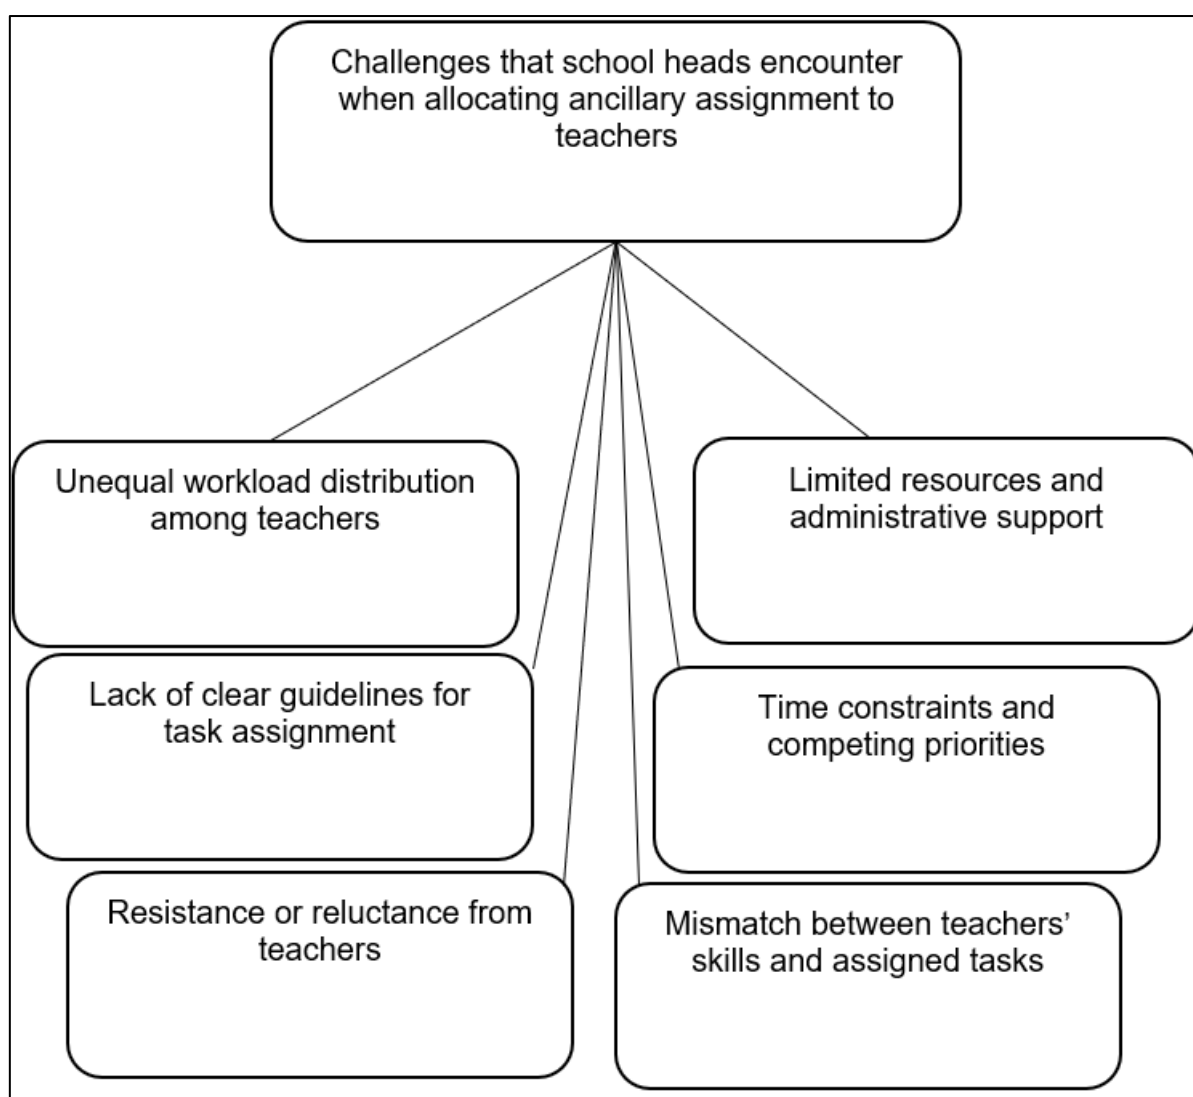 Challenges that school heads encounter
when allocating ancillary assignment to
teachers
Unequal workload distribution
among teachers
Limited resources and
administrative support
Lack of clear guidelines for
task assignment
Time constraints and
competing priorities
Resistance or reluctance from
teachers
Mismatch between teachers’
skills and assigned tasks